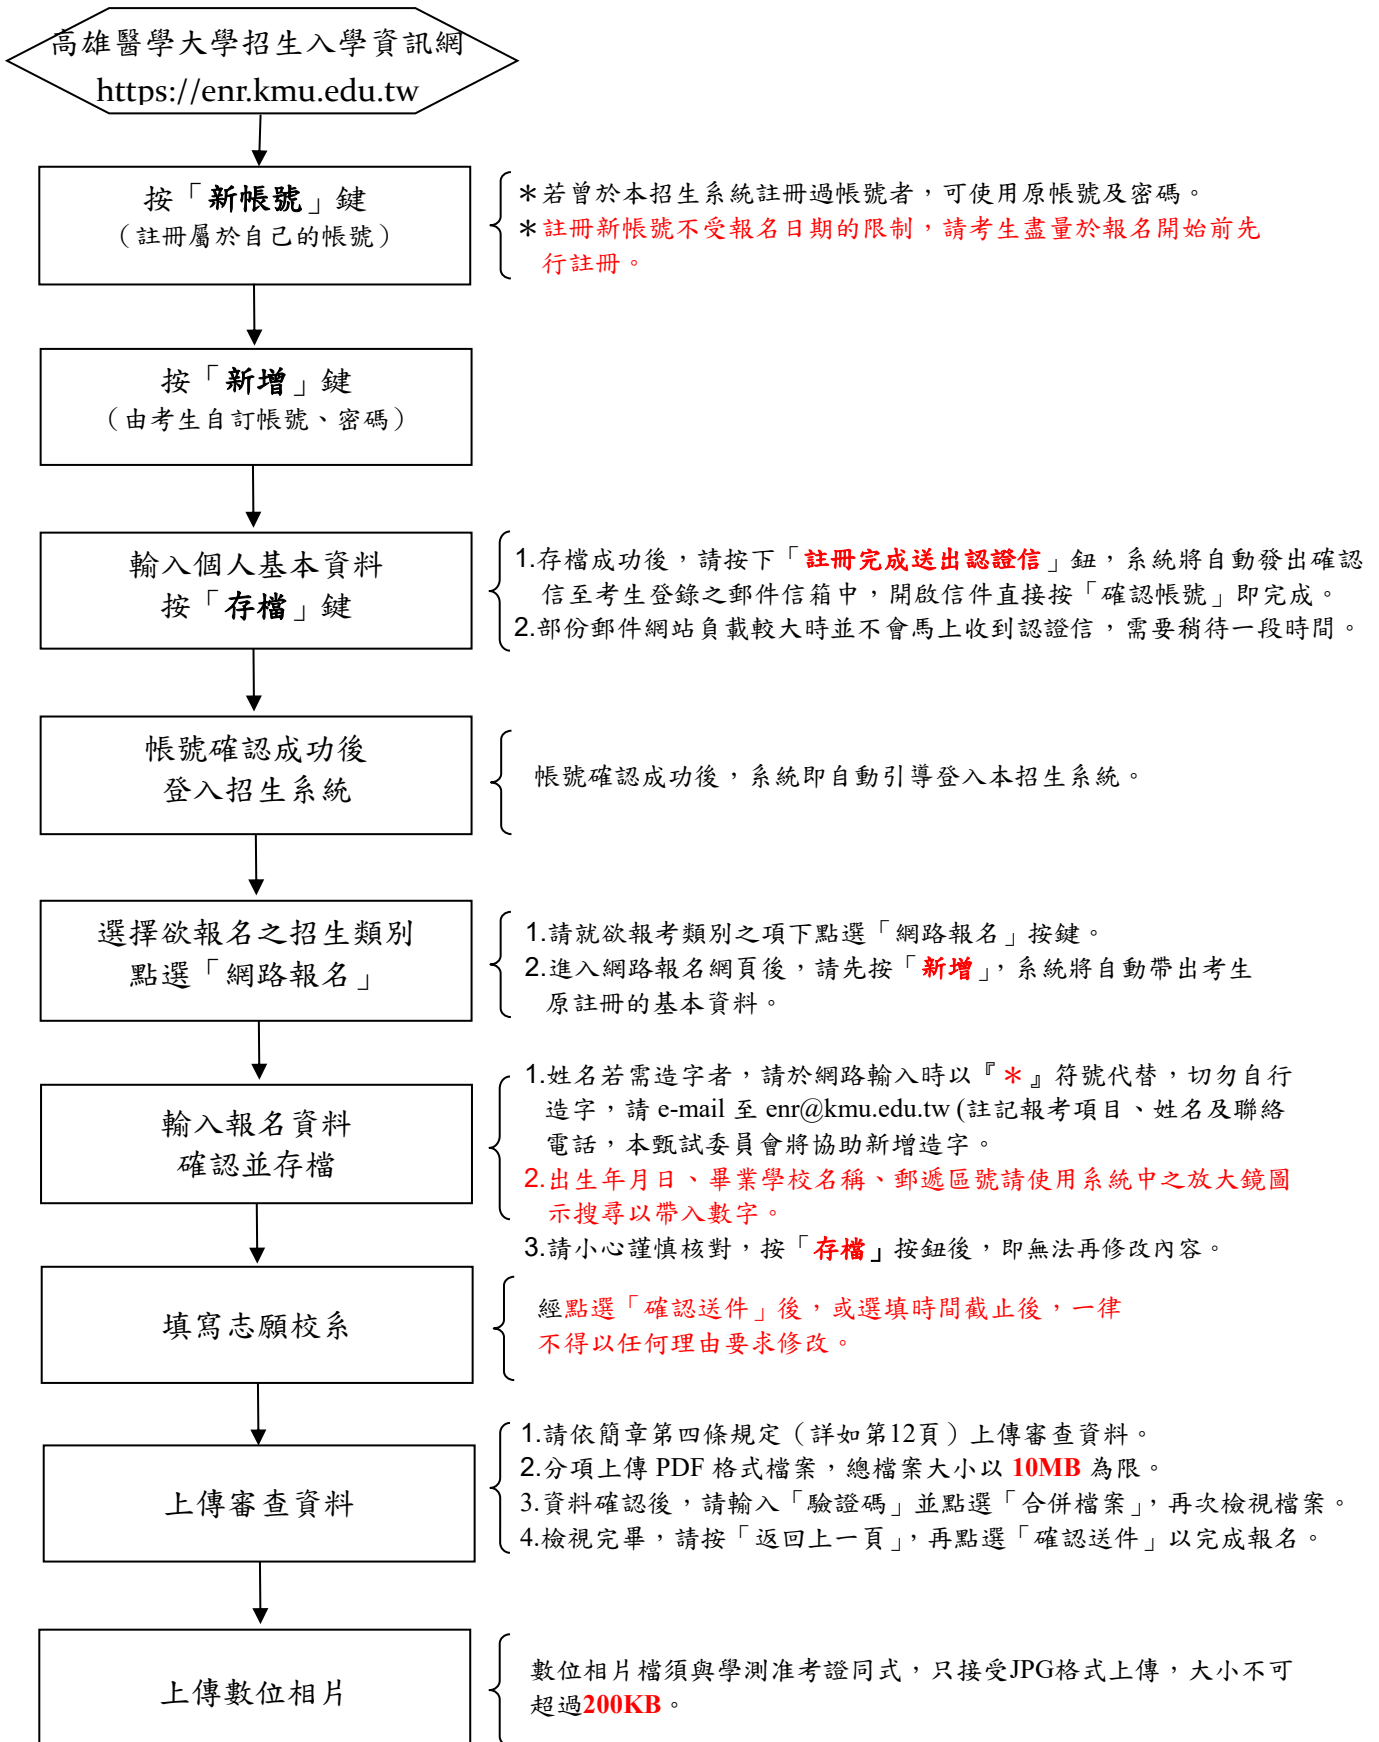 高雄醫學大學招生入學資訊網
https://enr.kmu.edu.tw
按「新帳號」鍵
（註冊屬於自己的帳號）
＊若曾於本招生系統註冊過帳號者，可使用原帳號及密碼。
＊註冊新帳號不受報名日期的限制，請考生盡量於報名開始前先
行註冊。
按「新增」鍵
（由考生自訂帳號、密碼）
輸入個人基本資料
按「存檔」鍵
1.存檔成功後，請按下「註冊完成送出認證信」鈕，系統將自動發出確認
信至考生登錄之郵件信箱中，開啟信件直接按「確認帳號」即完成。
2.部份郵件網站負載較大時並不會馬上收到認證信，需要稍待一段時間。
帳號確認成功後
登入招生系統
帳號確認成功後，系統即自動引導登入本招生系統。
選擇欲報名之招生類別
點選「網路報名」
1.請就欲報考類別之項下點選「網路報名」按鍵。
2.進入網路報名網頁後，請先按「新增」，系統將自動帶出考生
原註冊的基本資料。
輸入報名資料
確認並存檔
1.姓名若需造字者，請於網路輸入時以『＊』符號代替，切勿自行
造字，請 e-mail 至 enr@kmu.edu.tw (註記報考項目、姓名及聯絡
電話，本甄試委員會將協助新增造字。
2.出生年月日、畢業學校名稱、郵遞區號請使用系統中之放大鏡圖
示搜尋以帶入數字。
3.請小心謹慎核對，按「存檔」按鈕後，即無法再修改內容。
填寫志願校系
經點選「確認送件」後，或選填時間截止後，一律
不得以任何理由要求修改。
上傳審查資料
1.請依簡章第四條規定（詳如第12頁）上傳審查資料。
2.分項上傳 PDF 格式檔案，總檔案大小以 10MB 為限。
3.資料確認後，請輸入「驗證碼」並點選「合併檔案」，再次檢視檔案。
4.檢視完畢，請按「返回上一頁」，再點選「確認送件」以完成報名。
上傳數位相片
數位相片檔須與學測准考證同式，只接受JPG格式上傳，大小不可
超過200KB。